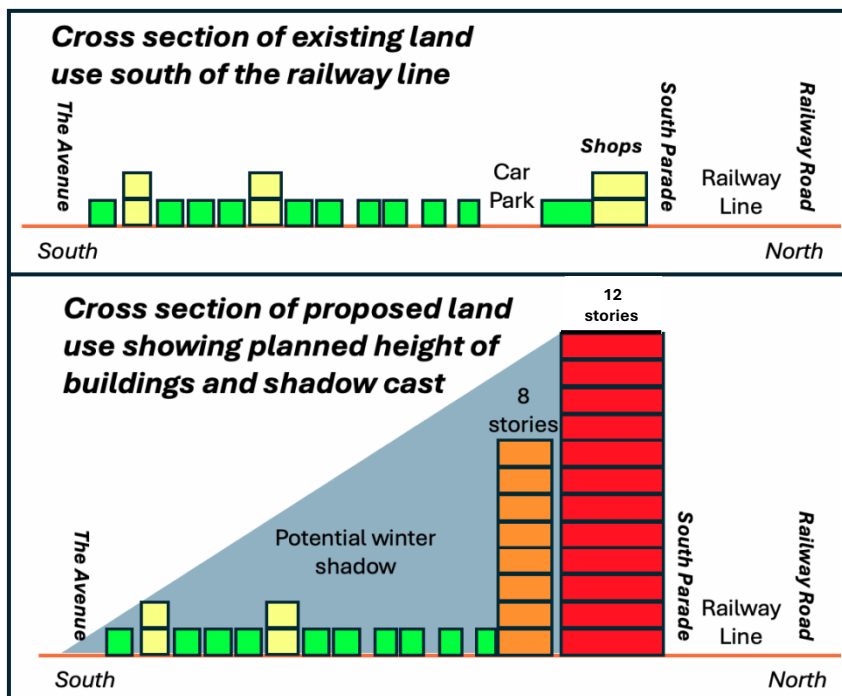 Cross section of existing land
use south of the railway line
The Avenue
Car
Park
Shops
South Parade
Railway
Line
Railway Road
South
North
Cross section of proposed land
use showing planned height of
buildings and shadow cast
12
stories
8
stories
Potential winter
shadow
The Avenue
South Parade
Railway
Line
Railway Road
South
North